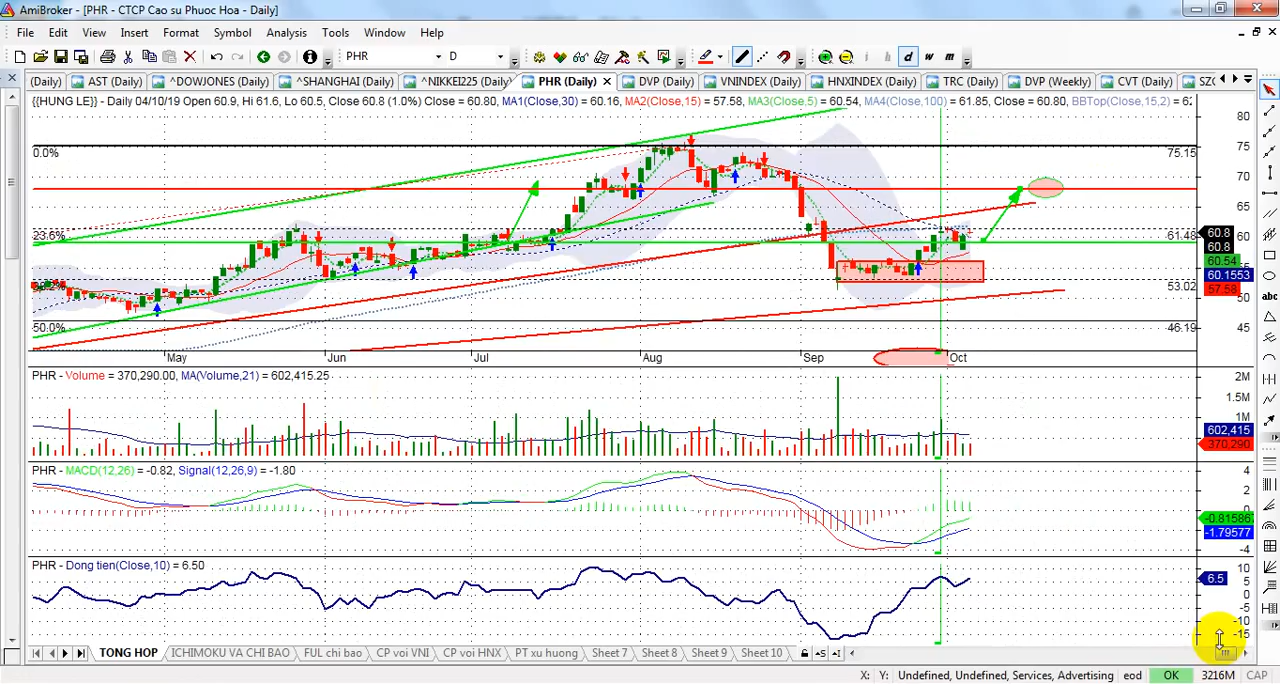 AmiBroker - [PHR - CTCP Cao su Phuoc Hoa - Daily]
File Edit View Insert Format Symbol Analysis Tools Window Help
PHR D i h d w m
(Daily) AST (Daily) ^DOWJONES (Daily) ^SHANGHAI (Daily) ^NIKKEI225 (Daily) PHR (Daily) DVP (Daily) VNINDEX (Daily) HNXINDEX (Daily) TRC (Daily) DVP (Weekly) CVT (Daily) SZC
{{HUNG LE}} - Daily 04/10/19 Open 60.9, Hi 61.6, Lo 60.5, Close 60.8 (1.0%) Close = 60.80, MA1(Close,30) = 60.16, MA2(Close,15) = 57.58, MA3(Close,5) = 60.54, MA4(Close,100) = 61.85, Close = 60.80, BBTop(Close,15,2) = 62
80
75
0.0% 75.15
70
65
23.6% 61.48
60.8
60
60.8
60.54
60.1553
57.58
53.02
50
50.0% 46.19
45
May Jun Jul Aug Sep Oct
PHR - Volume = 370,290.00, MA(Volume,21) = 602,415.25
2M
1.5M
1M
602,415
370,290
PHR - MACD(12,26) = -0.82, Signal(12,26,9) = -1.80
4
2
0
-0.81586
-1.79577
-4
PHR - Dong tien(Close,10) = 6.50
10
6.5
5
0
-5
-10
-15
TONG HOP ICHIMOKU VA CHI BAO FUL chi bao CP voi VNI CP voi HNX PT xu huong Sheet 7 Sheet 8 Sheet 9 Sheet 10
X: Y: Undefined, Undefined, Services, Advertising eod OK 3216M CAP
abc